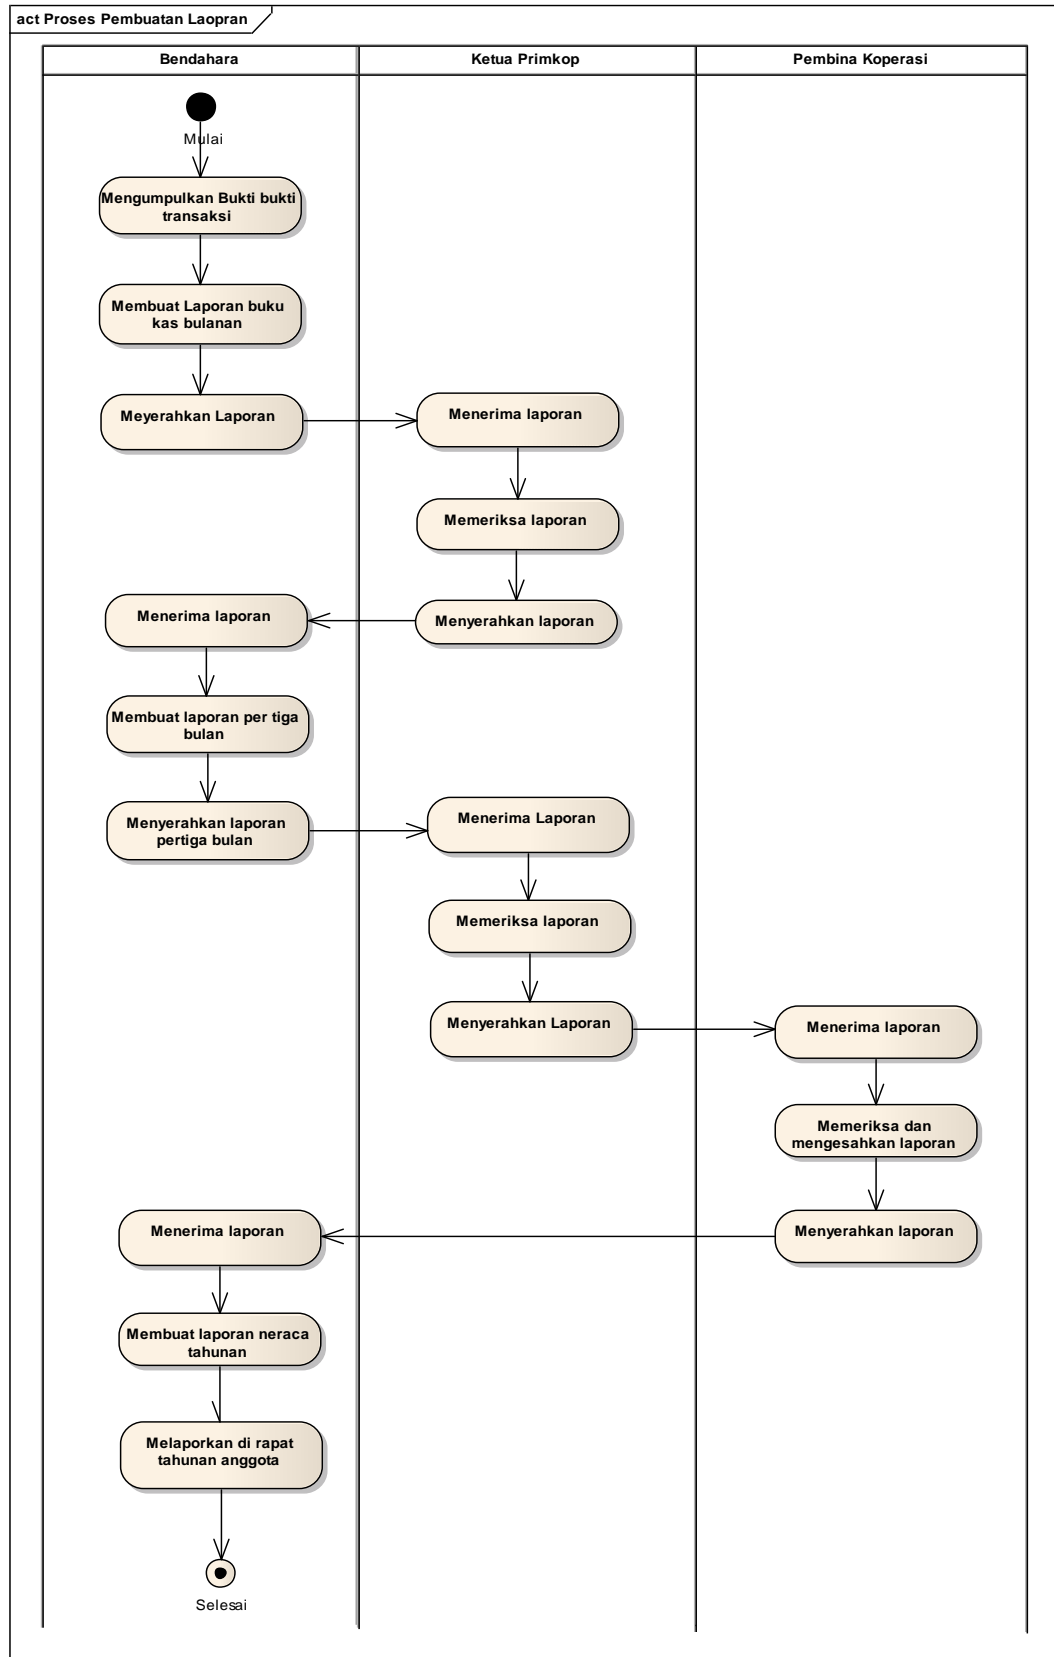 act Proses Pembuatan Laopran
Bendahara
Ketua Primkop
Pembina Koperasi
Mulai
Mengumpulkan Bukti bukti
transaksi
Membuat Laporan buku
kas bulanan
Meyerahkan Laporan
Menerima laporan
Memeriksa laporan
Menyerahkan laporan
Menerima laporan
Membuat laporan per tiga
bulan
Menyerahkan laporan
pertiga bulan
Menerima Laporan
Memeriksa laporan
Menyerahkan Laporan
Menerima laporan
Memeriksa dan
mengesahkan laporan
Menyerahkan laporan
Menerima laporan
Membuat laporan neraca
tahunan
Melaporkan di rapat
tahunan anggota
Selesai